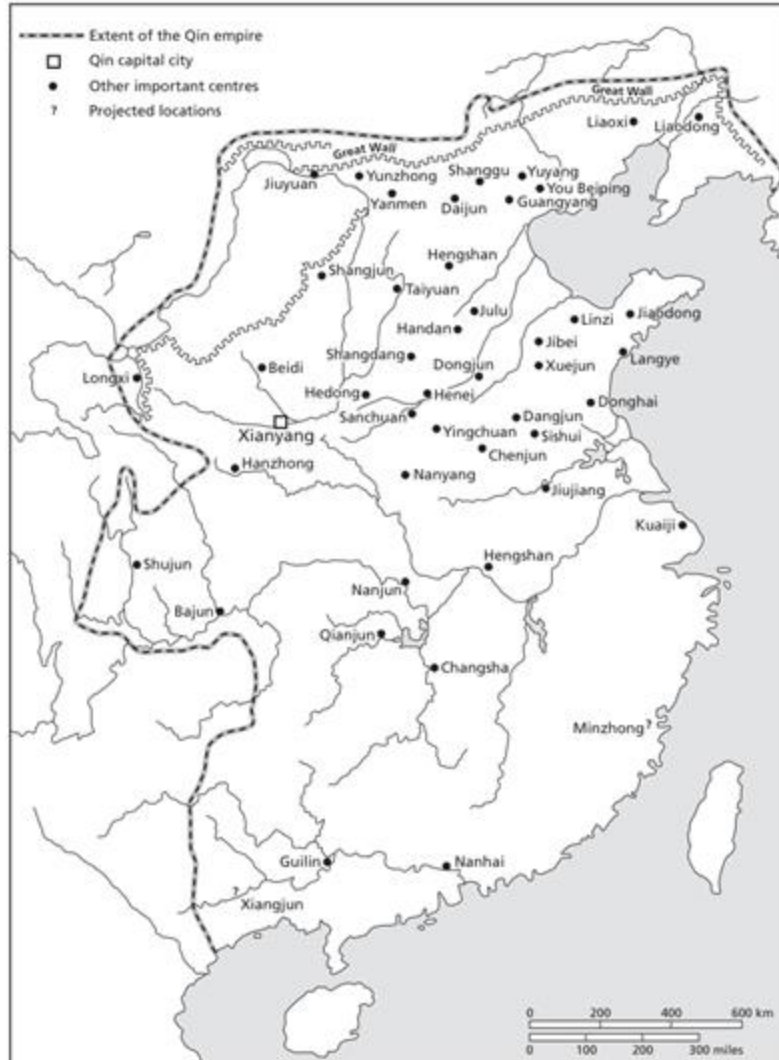 Extent of the Qin empire
Qin capital city
Other important centres
? Projected locations
Great Wall
Liaoxi
Liaodong
Great Wall
Shanggu
Yuyang
Jiuyuan
Yunzhong
You Beiping
Yanmen
Daijun
Guangyang
Hengshan
Shangjun
Taiyuan
Julu
Linzi
Jiaodong
Handan
Jibei
Shangdang
Langye
Beidi
Dongjun
Xuejun
Longxi
Hedong
Henei
Donghai
Sanchuan
Dangjun
Xianyang
Yingchuan
Sishui
Chenjun
Hanzhong
Nanyang
Jiujiang
Kuaiji
Shujun
Hengshan
Nanjun
Bajun
Qianjun
Changsha
Minzhong ?
Guilin
Nanhai
?
Xiangjun
0 200 400 600 km
0 100 200 300 miles